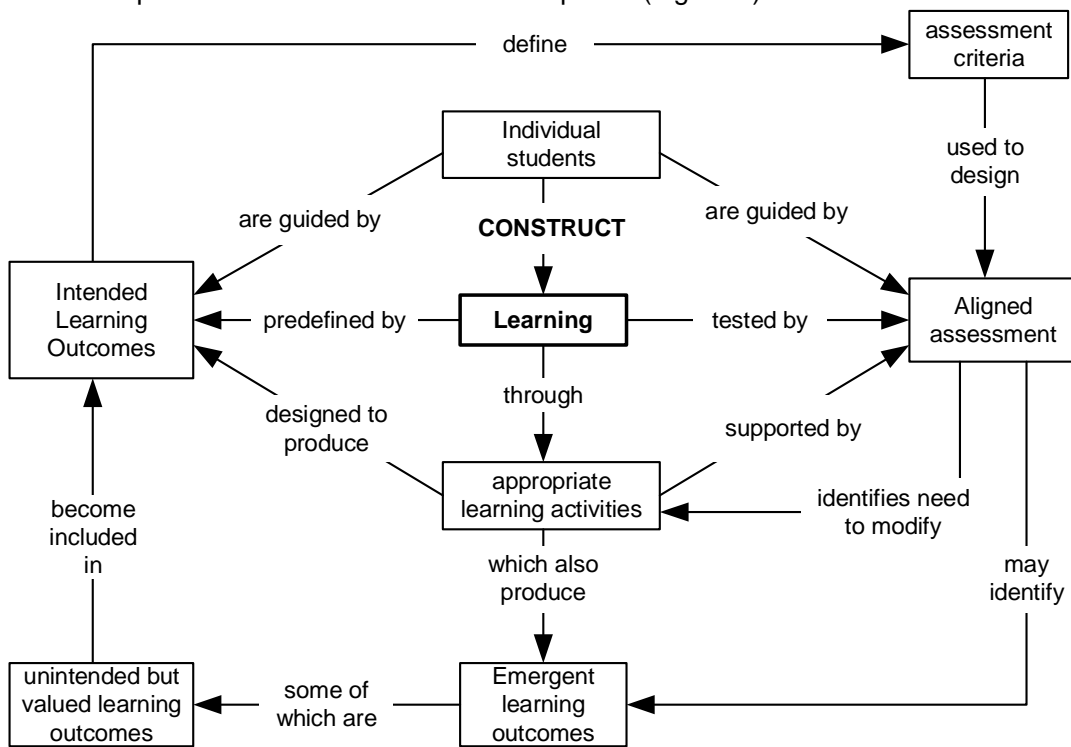 define
assessment
criteria
Individual
students
used to
design
are guided by
are guided by
CONSTRUCT
Intended
Learning
Outcomes
predefined by
Learning
tested by
Aligned
assessment
through
designed to
produce
supported by
appropriate
learning activities
identifies need
to modify
become
included
in
which also
produce
may
identify
unintended but
valued learning
outcomes
some of
which are
Emergent
learning
outcomes